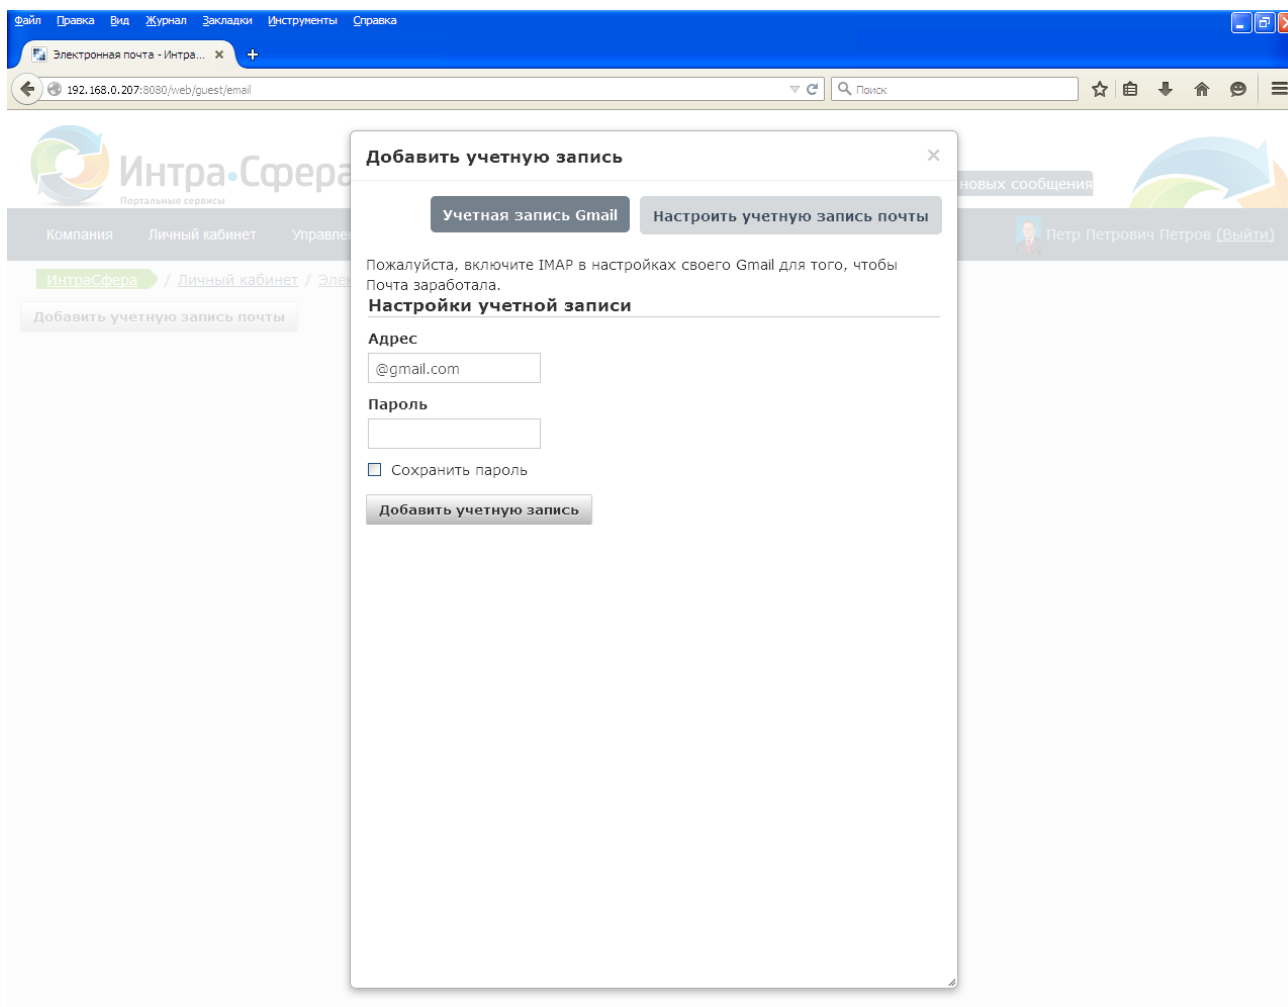 Файл Правка Вид Журнал Закладки Инструменты Справка
Электронная почта - Интра...
192.168.0.207:8080/web/guest/email
Поиск
Интра•Сфера
Портальные сервисы
новых сообщения
Компания Личный кабинет Управле
Петр Петрович Петров (Выйти)
ИнтраСфера / Личный кабинет / Элек
Добавить учетную запись почты
Добавить учетную запись
Учетная запись Gmail
Настроить учетную запись почты
Пожалуйста, включите IMAP в настройках своего Gmail для того, чтобы
Почта заработала.
Настройки учетной записи
Адрес
@gmail.com
Пароль
Сохранить пароль
Добавить учетную запись